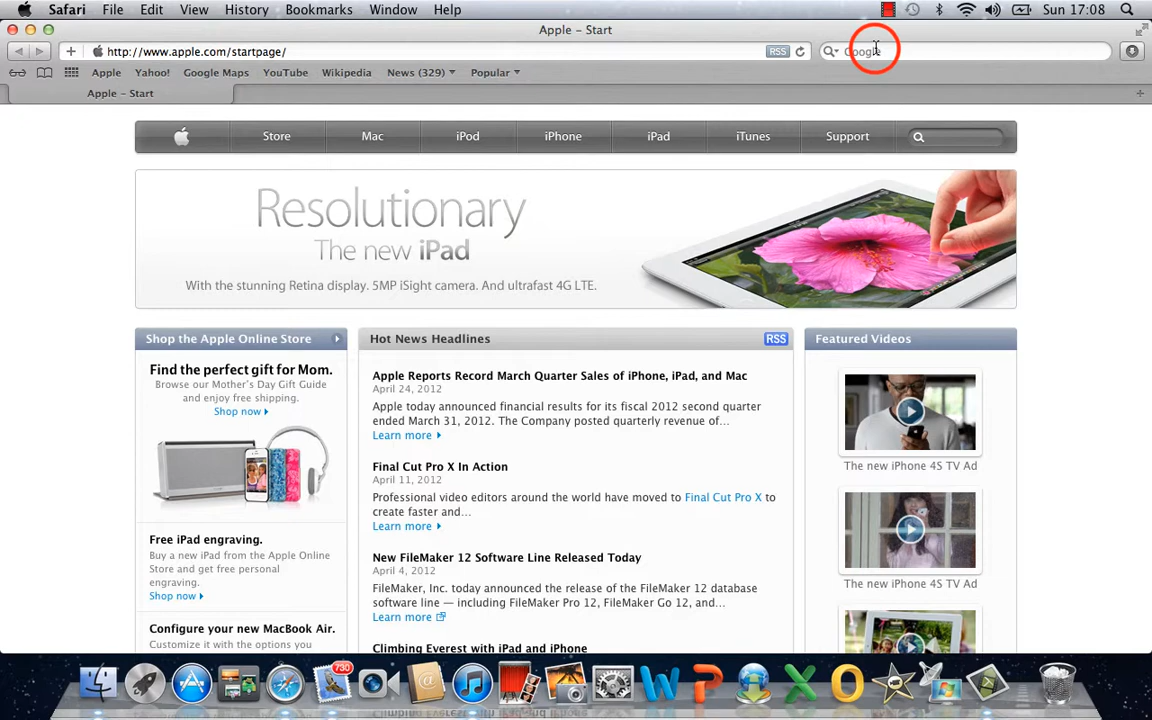 Safari File Edit View History Bookmarks Window Help Sun 17:08
Apple – Start
http://www.apple.com/startpage/ RSS Google
Apple Yahoo! Google Maps YouTube Wikipedia News (329) Popular
Apple – Start
Store Mac iPod iPhone iPad iTunes Support
Resolutionary
The new iPad
With the stunning Retina display. 5MP iSight camera. And ultrafast 4G LTE.
Shop the Apple Online Store
Find the perfect gift for Mom.
Browse our Mother's Day Gift Guide
and enjoy free shipping.
Shop now
Free iPad engraving.
Buy a new iPad from the Apple Online
Store and get free personal
engraving.
Shop now
Configure your new MacBook Air.
Customize it with the options you
Hot News Headlines RSS
Apple Reports Record March Quarter Sales of iPhone, iPad, and Mac
April 24, 2012
Apple today announced financial results for its fiscal 2012 second quarter
ended March 31, 2012. The Company posted quarterly revenue of...
Learn more
Final Cut Pro X In Action
April 11, 2012
Professional video editors around the world have moved to Final Cut Pro X to
create faster and...
Learn more
New FileMaker 12 Software Line Released Today
April 4, 2012
FileMaker, Inc. today announced the release of the FileMaker 12 database
software line — including FileMaker Pro 12, FileMaker Go 12, and...
Learn more
Climbing Everest with iPad and iPhone
Featured Videos
The new iPhone 4S TV Ad
The new iPhone 4S TV Ad
730